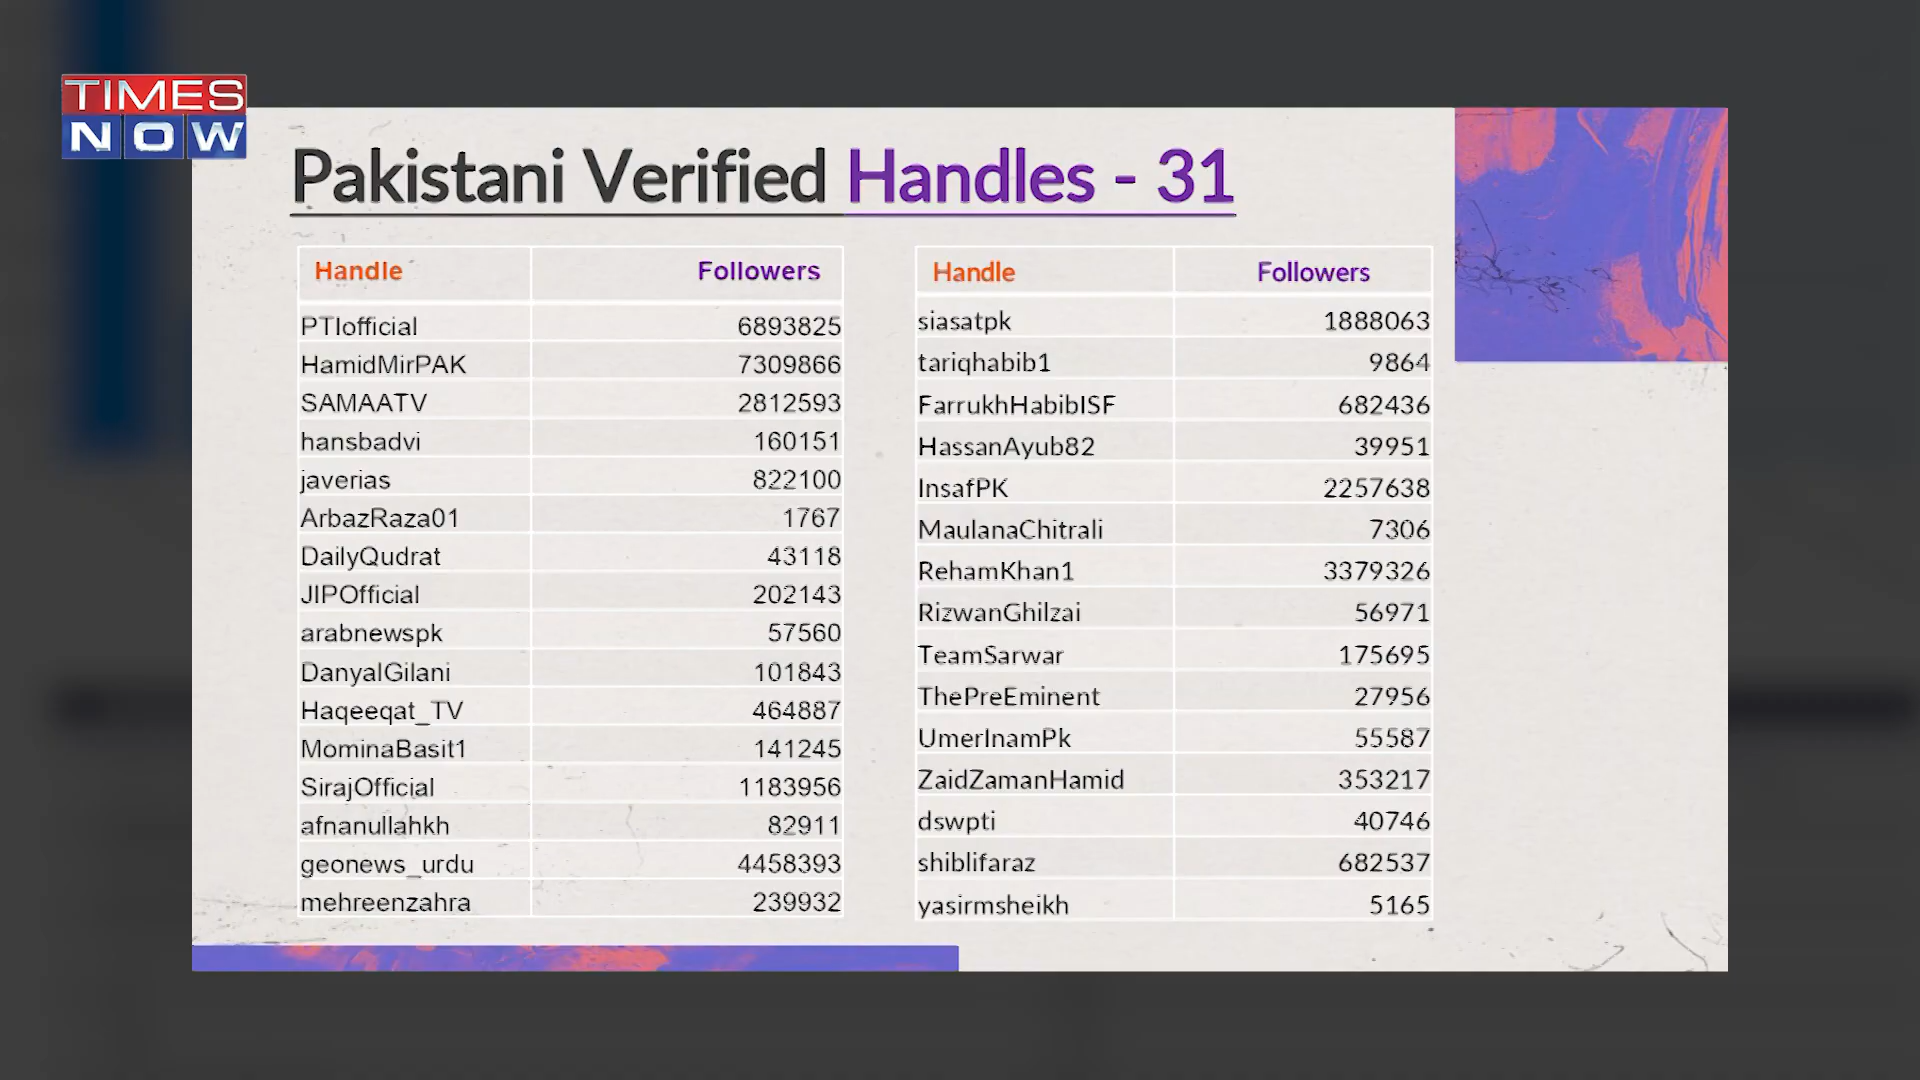 TIMES
NOW
Pakistani Verified Handles - 31
Handle Followers
PTIofficial 6893825
HamidMirPAK 7309866
SAMAATV 2812593
hansbadvi 160151
javerias 822100
ArbazRaza01 1767
DailyQudrat 43118
JIPOfficial 202143
arabnewspk 57560
DanyalGilani 101843
Haqeeqat_TV 464887
MominaBasit1 141245
SirajOfficial 1183956
afnanullahkh 82911
geonews_urdu 4458393
mehreenzahra 239932
Handle Followers
siasatpk 1888063
tariqhabib1 9864
FarrukhHabibISF 682436
HassanAyub82 39951
InsafPK 2257638
MaulanaChitrali 7306
RehamKhan1 3379326
RizwanGhilzai 56971
TeamSarwar 175695
ThePreEminent 27956
UmerInamPk 55587
ZaidZamanHamid 353217
dswpti 40746
shiblifaraz 682537
yasirmsheikh 5165